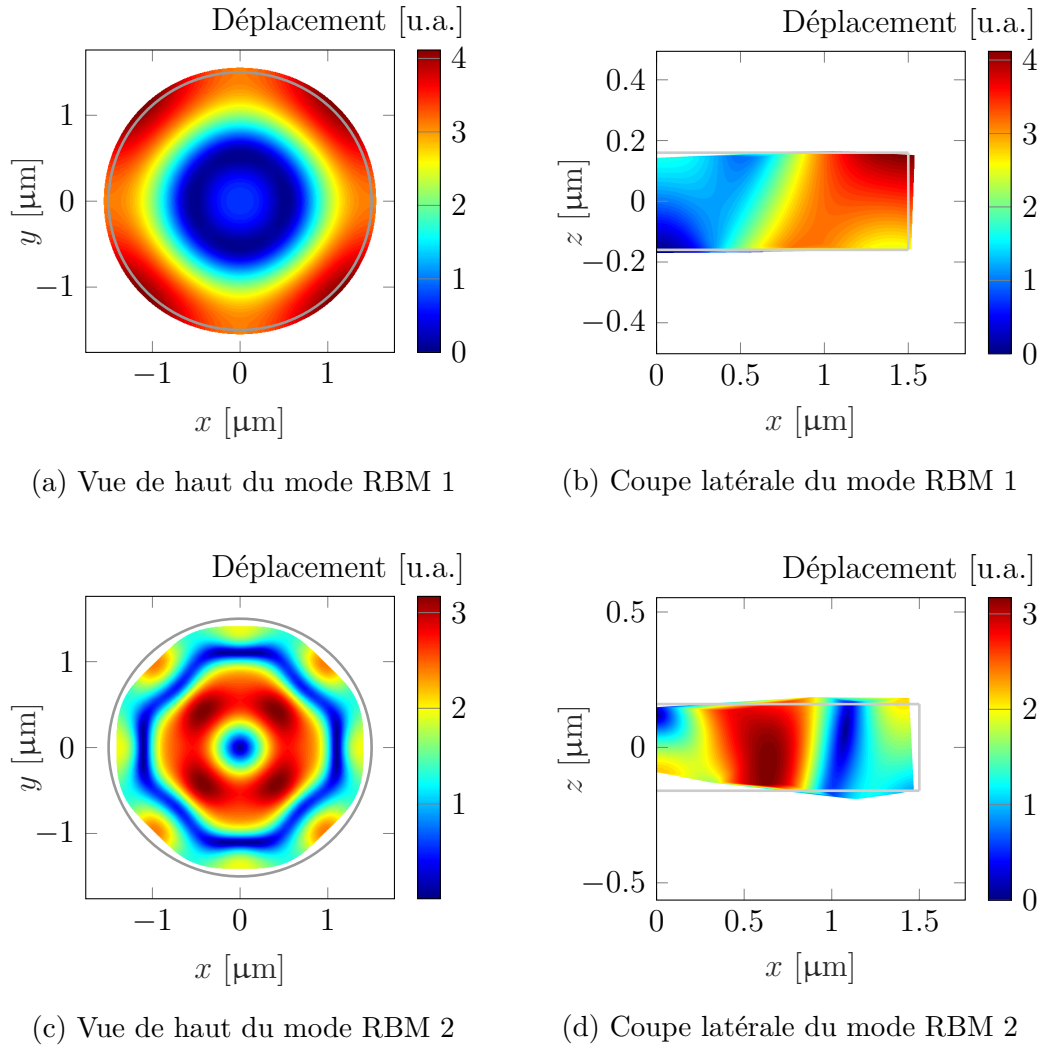 Déplacement [u.a.]
1
0
−1
y [μm]
−1
0
1
x [μm]
4
3
2
1
0
(a) Vue de haut du mode RBM 1
Déplacement [u.a.]
0.4
0.2
0
−0.2
−0.4
z [μm]
0
0.5
1
1.5
x [μm]
4
3
2
1
0
(b) Coupe latérale du mode RBM 1
Déplacement [u.a.]
1
0
−1
y [μm]
−1
0
1
x [μm]
3
2
1
(c) Vue de haut du mode RBM 2
Déplacement [u.a.]
0.5
0
−0.5
z [μm]
0
0.5
1
1.5
x [μm]
3
2
1
0
(d) Coupe latérale du mode RBM 2